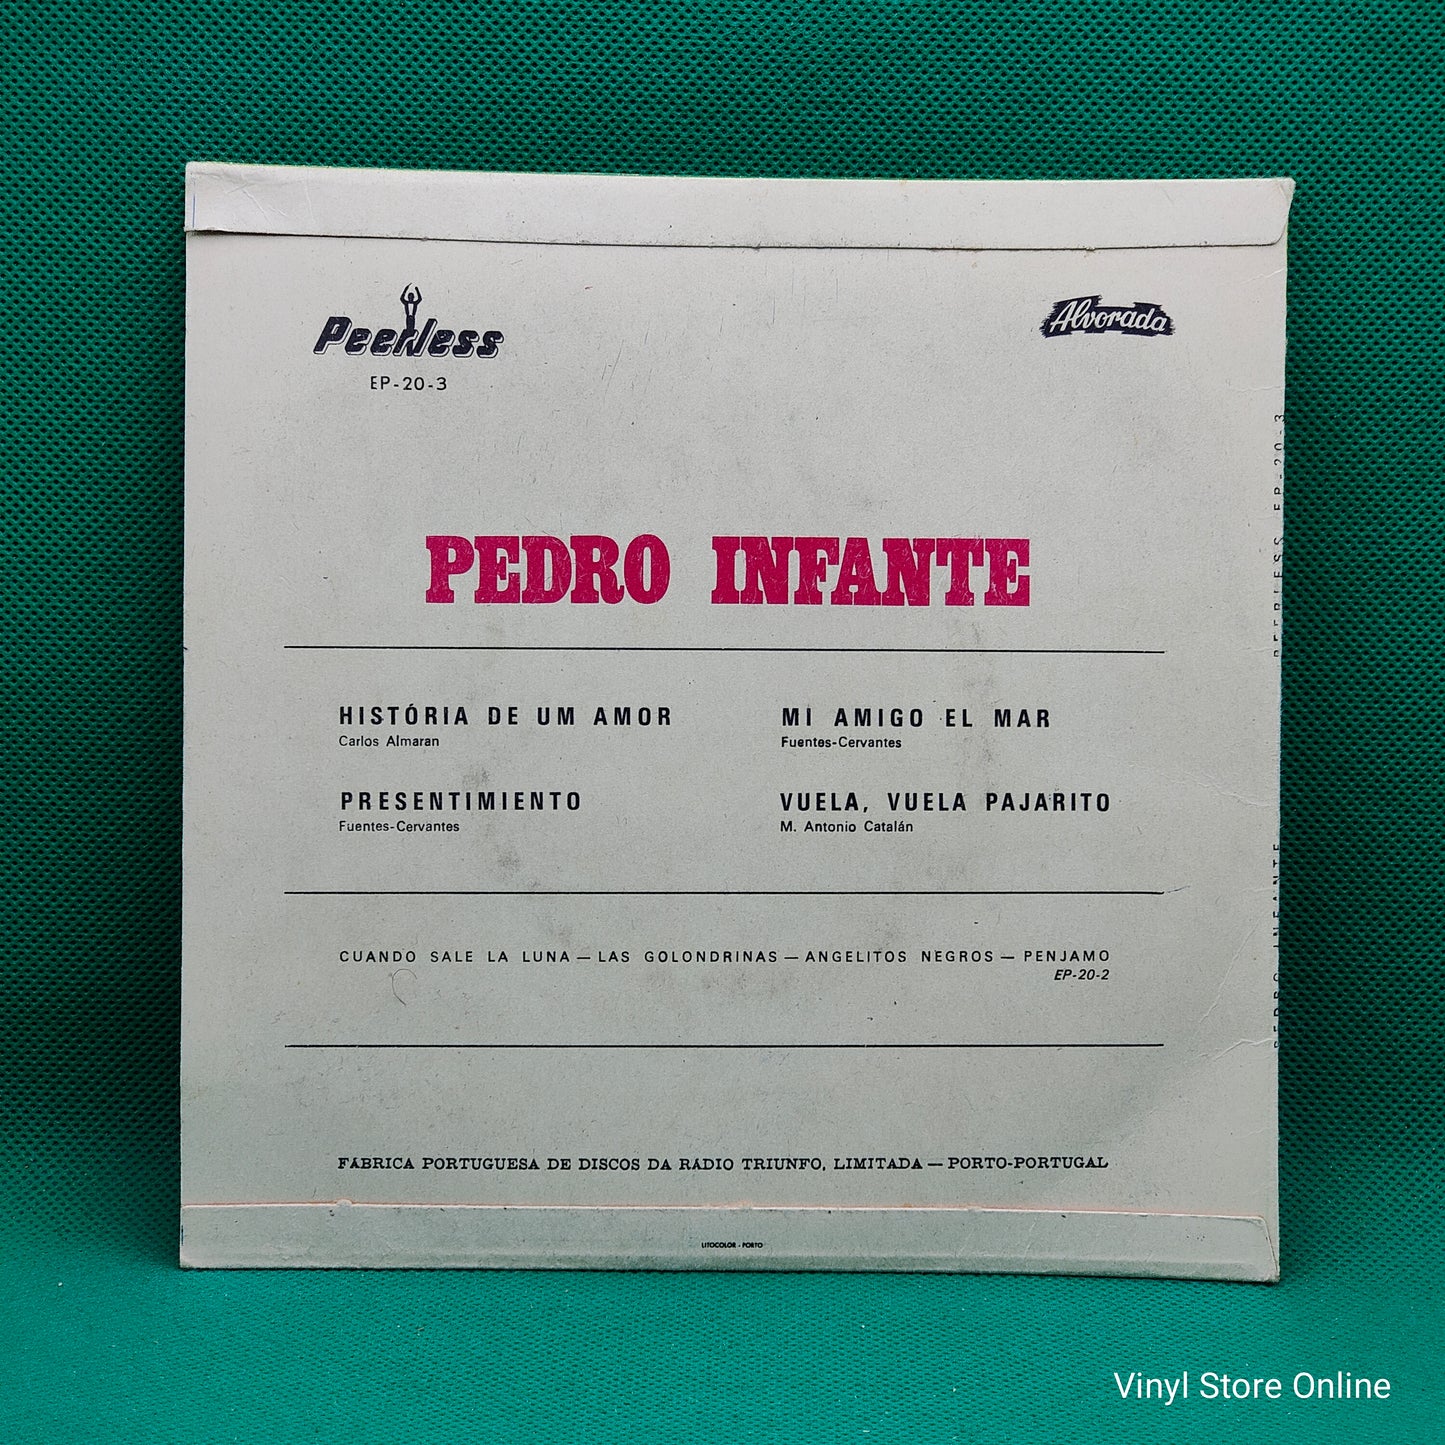 Peerless
EP-20-3
Alvorada
PEDRO INFANTE
HISTÓRIA DE UM AMOR
Carlos Almaran
PRESENTIMIENTO
Fuentes-Cervantes
MI AMIGO EL MAR
Fuentes-Cervantes
VUELA, VUELA PAJARITO
M. Antonio Catalán
CUANDO SALE LA LUNA — LAS GOLONDRINAS — ANGELITOS NEGROS — PENJAMO
EP-20-2
FÁBRICA PORTUGUESA DE DISCOS DA RÁDIO TRIUNFO, LIMITADA — PORTO-PORTUGAL
LITOCOLOR - PORTO
PEDRO INFANTE PEERLESS EP-20-3
Vinyl Store Online